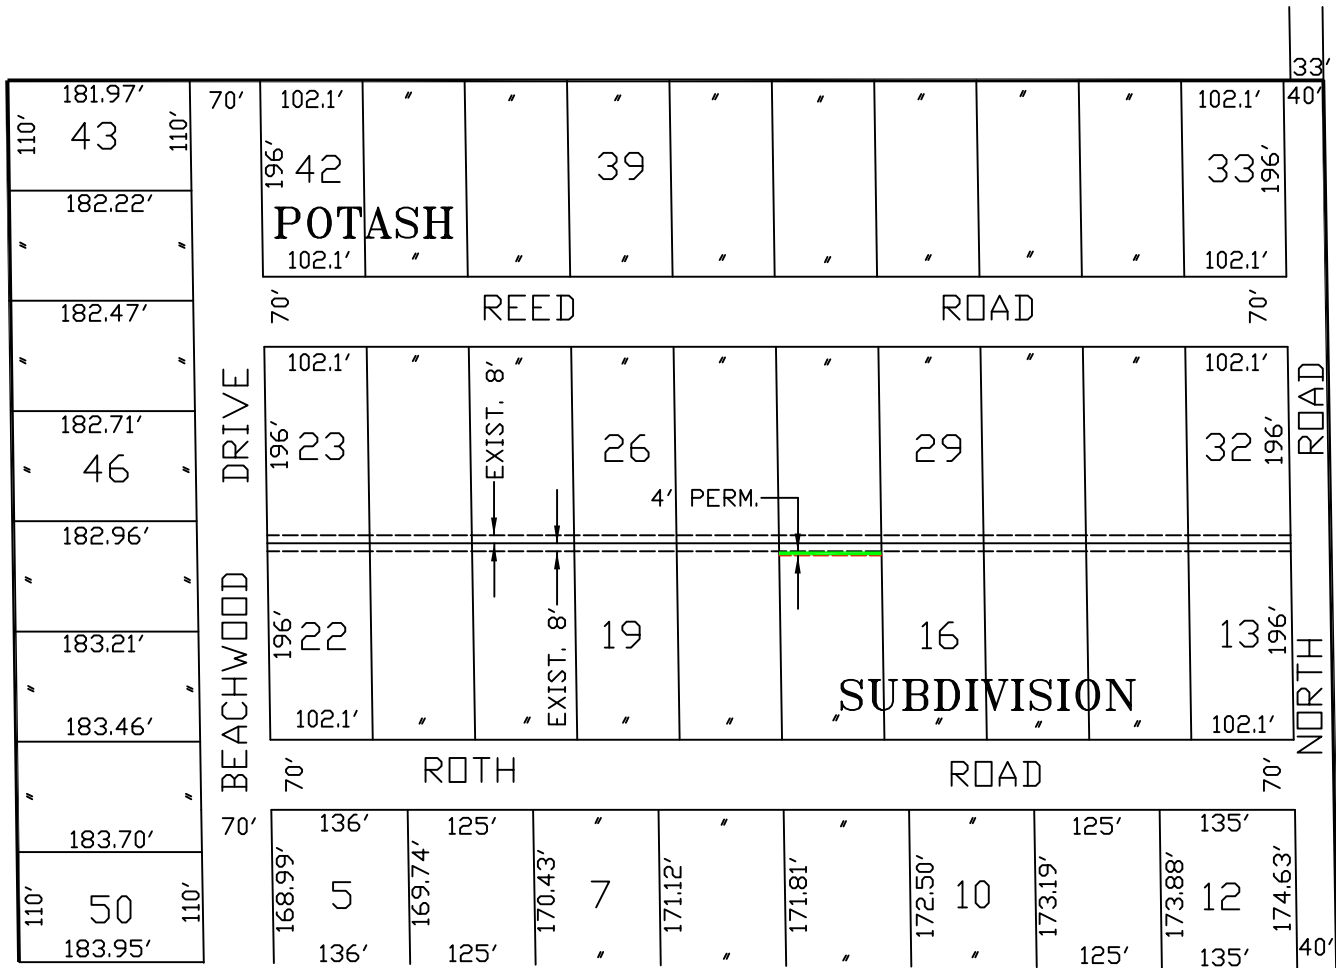 33'
181.97' 70' 102.1' " " " " " " " " 102.1' 40'
110' 43 110' 196' 42 39 33 196'
182.22' POTASH
" " 102.1' " " " " " " " " 102.1'
182.47' 70' REED ROAD 70'
" " 102.1' " " " " " " " " 102.1'
DRIVE EXIST. 8' ROAD
182.71'
" 46 " 196' 23 26 29 32 196'
4' PERM.
182.96'
" " BEACHWOOD 196' 22 EXIST. 8' 19 16 13 196' NORTH
183.21'
" " SUBDIVISION
183.46' 102.1' " " " " " " " " 102.1'
70' ROTH ROAD 70'
" "
183.70' 70' 136' 125' " " " " 125' 135'
110' 50 110' 168.99' 5 169.74' 170.43' 7 171.12' 171.81' 172.50' 10 173.19' 173.88' 12 174.63'
183.95' 136' 125' " " " " 125' 135' 40'